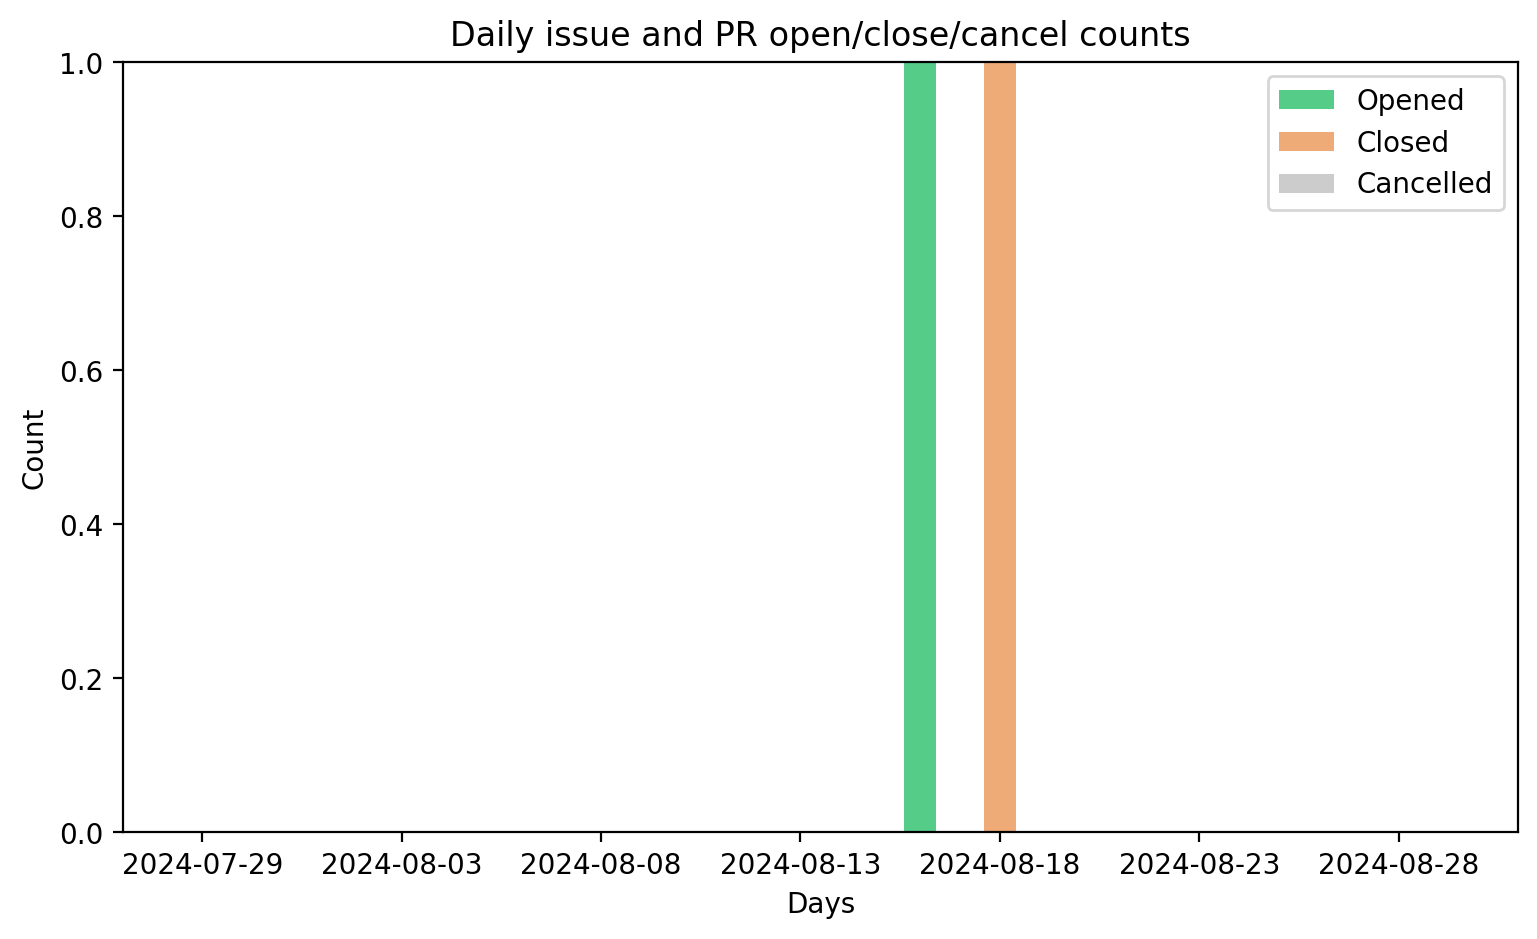 Daily issue and PR open/close/cancel counts
1.0
0.8
0.6
0.4
0.2
0.0
Count
Opened
Closed
Cancelled
2024-07-29 2024-08-03 2024-08-08 2024-08-13 2024-08-18 2024-08-23 2024-08-28
Days